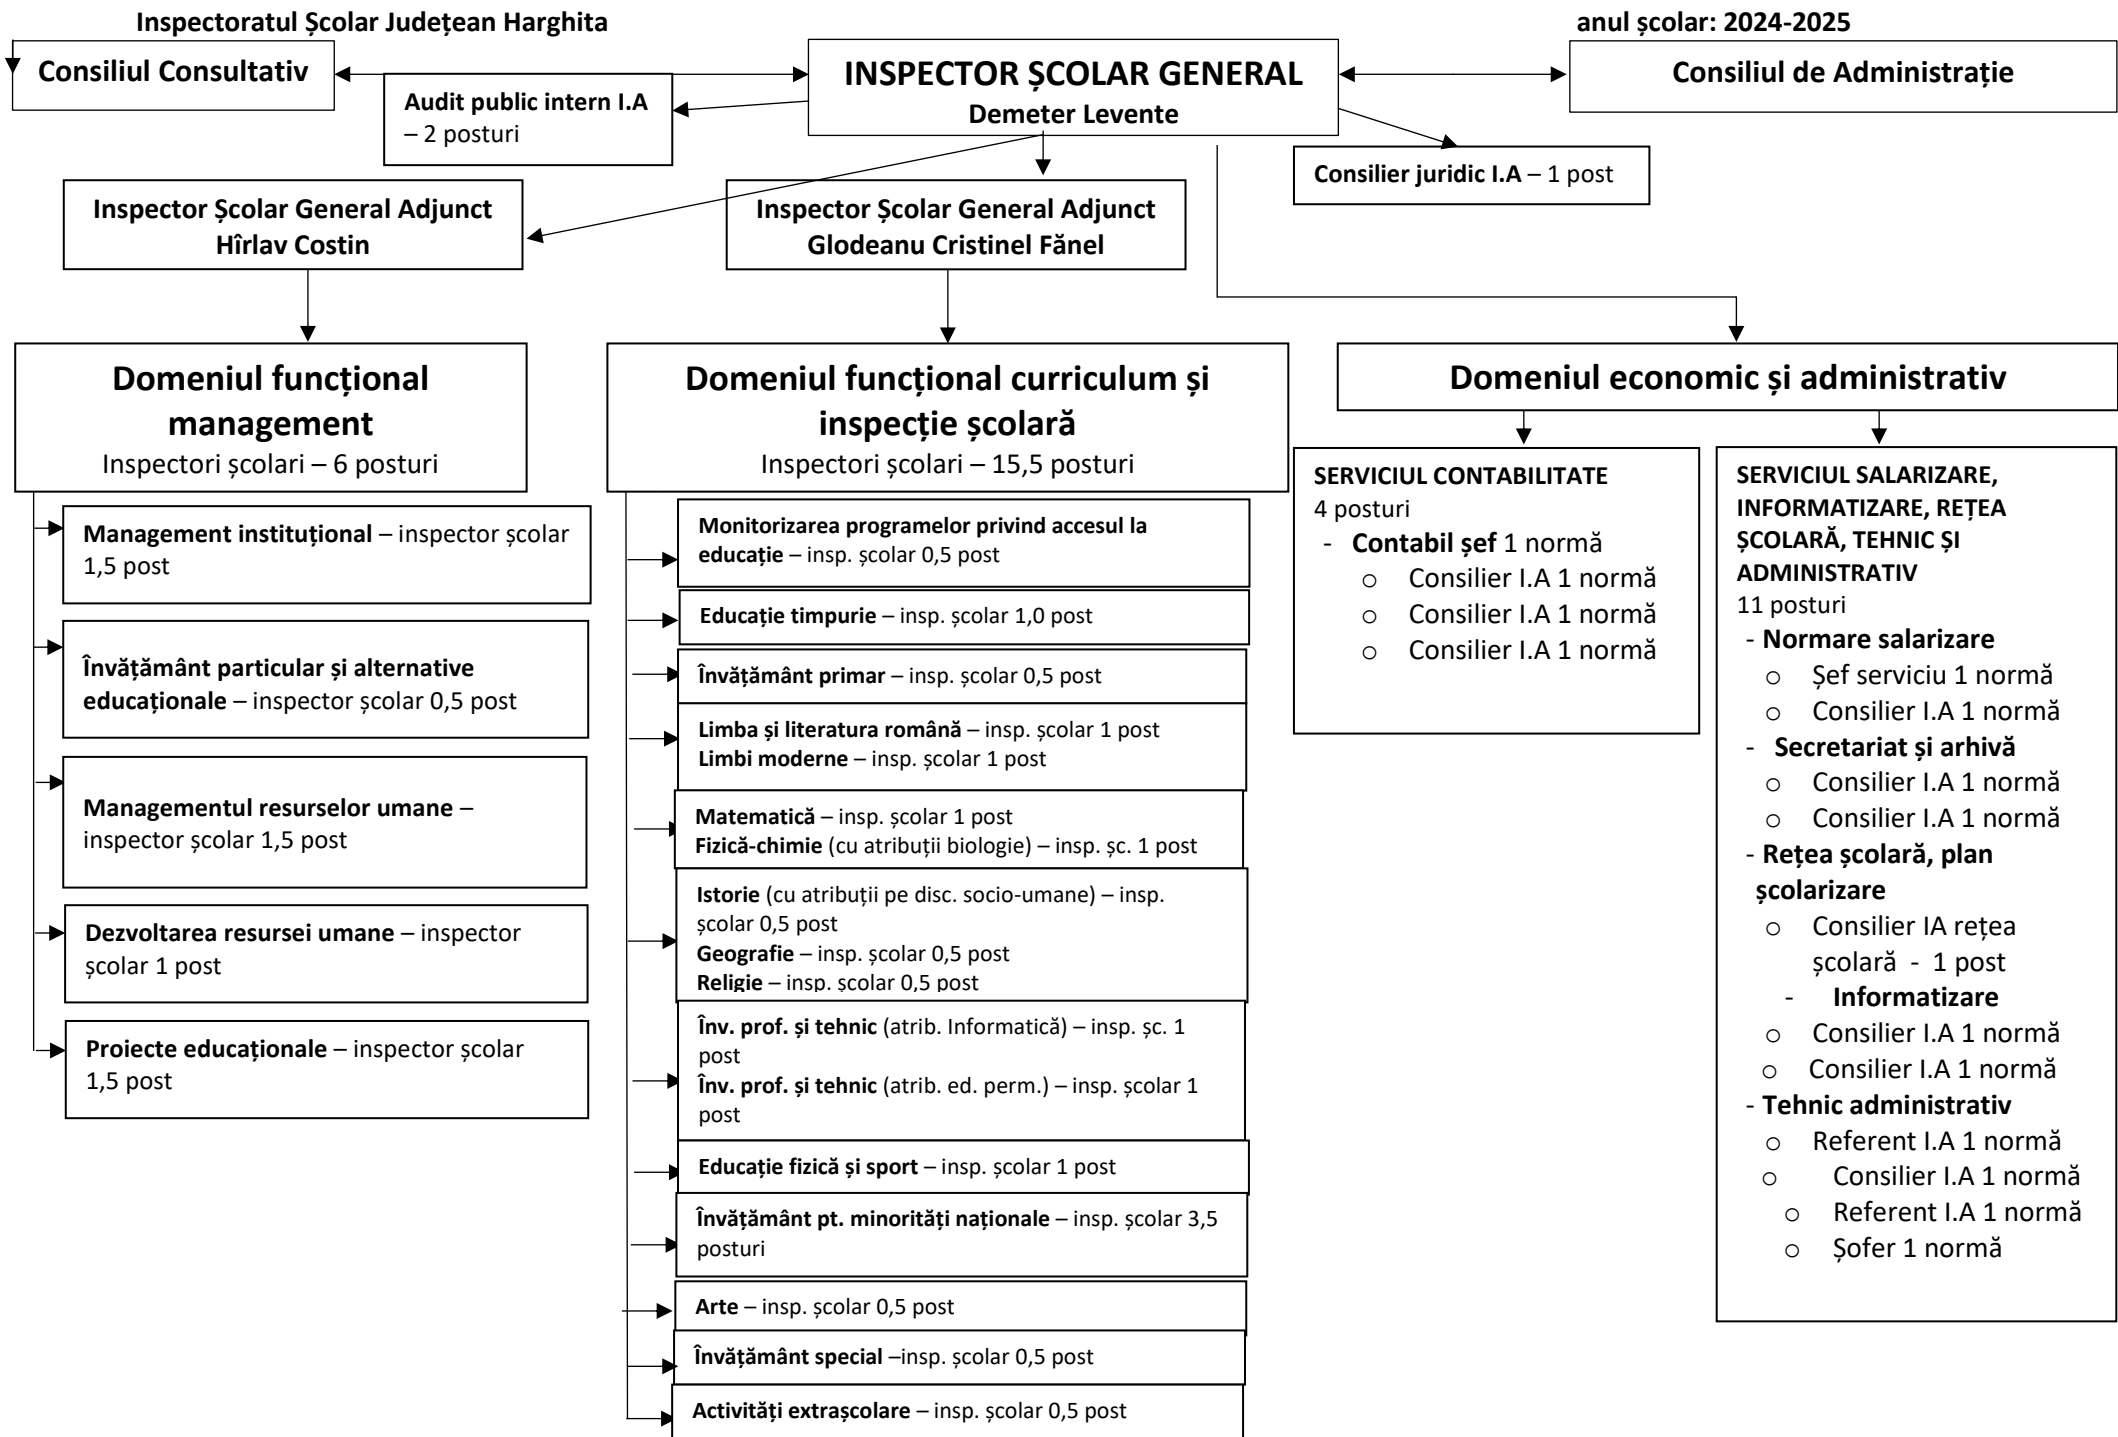 Inspectoratul Școlar Județean Harghita
anul școlar: 2024-2025
Consiliul Consultativ
INSPECTOR ȘCOLAR GENERAL
Demeter Levente
Consiliul de Administrație
Audit public intern I.A
– 2 posturi
Consilier juridic I.A – 1 post
Inspector Școlar General Adjunct
Hîrlav Costin
Inspector Școlar General Adjunct
Glodeanu Cristinel Fănel
Domeniul funcțional
management
Inspectori școlari – 6 posturi
Management instituțional – inspector școlar
1,5 post
Învățământ particular și alternative
educaționale – inspector școlar 0,5 post
Managementul resurselor umane –
inspector școlar 1,5 post
Dezvoltarea resursei umane – inspector
școlar 1 post
Proiecte educaționale – inspector școlar
1,5 post
Domeniul funcțional curriculum și
inspecție școlară
Inspectori școlari – 15,5 posturi
Monitorizarea programelor privind accesul la
educație – insp. școlar 0,5 post
Educație timpurie – insp. școlar 1,0 post
Învățământ primar – insp. școlar 0,5 post
Limba și literatura română – insp. școlar 1 post
Limbi moderne – insp. școlar 1 post
Matematică – insp. școlar 1 post
Fizică-chimie (cu atribuții biologie) – insp. șc. 1 post
Istorie (cu atribuții pe disc. socio-umane) – insp.
școlar 0,5 post
Geografie – insp. școlar 0,5 post
Religie – insp. școlar 0,5 post
Înv. prof. și tehnic (atrib. Informatică) – insp. șc. 1
post
Înv. prof. și tehnic (atrib. ed. perm.) – insp. școlar 1
post
Educație fizică și sport – insp. școlar 1 post
Învățământ pt. minorități naționale – insp. școlar 3,5
posturi
Arte – insp. școlar 0,5 post
Învățământ special –insp. școlar 0,5 post
Activități extrașcolare – insp. școlar 0,5 post
Domeniul economic și administrativ
SERVICIUL CONTABILITATE
4 posturi
- Contabil șef 1 normă
o Consilier I.A 1 normă
o Consilier I.A 1 normă
o Consilier I.A 1 normă
SERVICIUL SALARIZARE,
INFORMATIZARE, REȚEA
ȘCOLARĂ, TEHNIC ȘI
ADMINISTRATIV
11 posturi
- Normare salarizare
o Șef serviciu 1 normă
o Consilier I.A 1 normă
- Secretariat și arhivă
o Consilier I.A 1 normă
o Consilier I.A 1 normă
- Rețea școlară, plan
școlarizare
o Consilier IA rețea
școlară - 1 post
- Informatizare
o Consilier I.A 1 normă
o Consilier I.A 1 normă
- Tehnic administrativ
o Referent I.A 1 normă
o Consilier I.A 1 normă
o Referent I.A 1 normă
o Șofer 1 normă